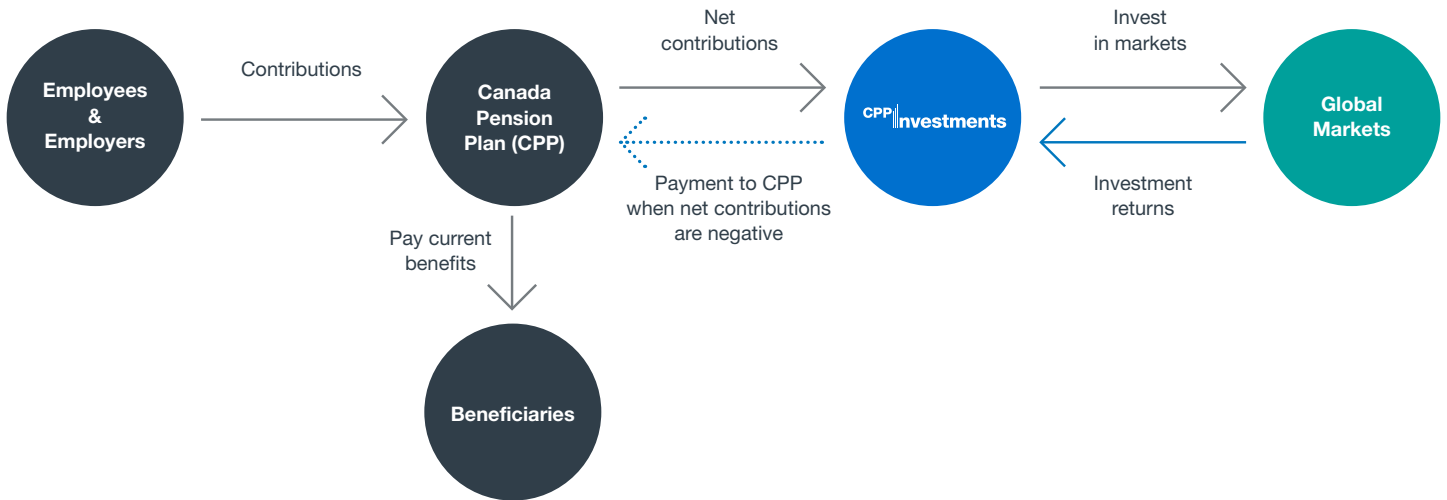 Employees
&
Employers
Contributions
Canada
Pension
Plan (CPP)
Net
contributions
Payment to CPP
when net contributions
are negative
CPP Investments
Invest
in markets
Investment
returns
Global
Markets
Pay current
benefits
Beneficiaries